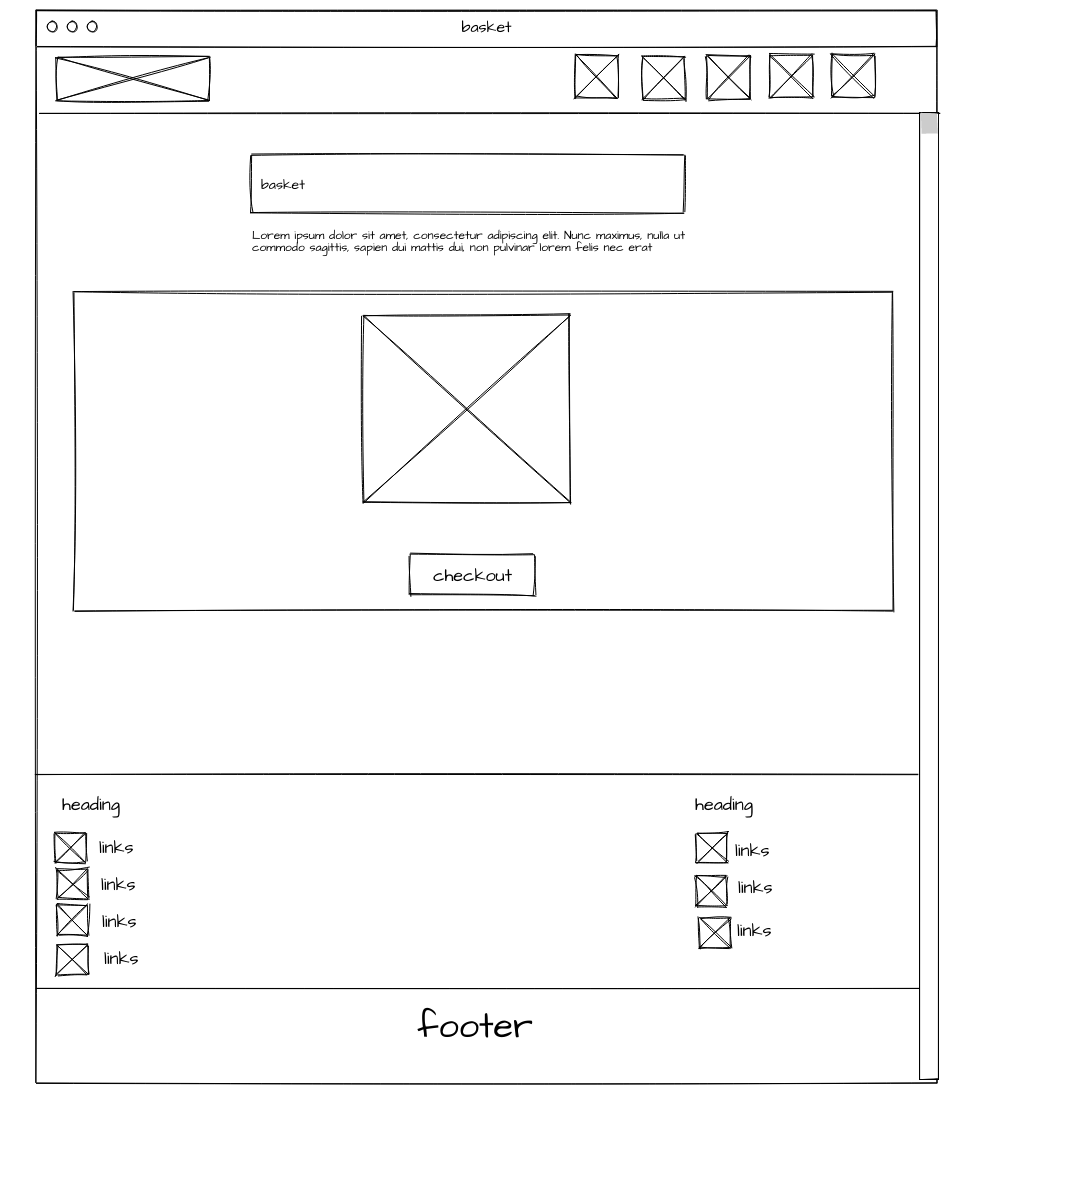 basket
basket
Lorem ipsum dolor sit amet, consectetur adipiscing elit. Nunc maximus, nulla ut
commodo sagittis, sapien dui mattis dui, non pulvinar lorem felis nec erat
checkout
heading
links
links
links
links
heading
links
links
links
footer